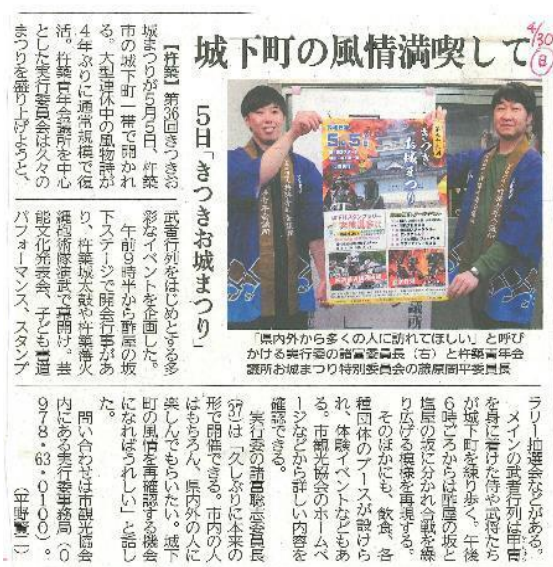 4/30
(日)
城下町の風情満喫して
5日「きつきお城まつり」
【杵築】第36回きつきお
城まつりが5月5日、杵築
市の城下町一帯で開かれ
る。大型連休中の風物詩が
4年ぶりに通常規模で復
活。杵築青年会議所を中心
とした実行委員会は久々の
まつりを盛り上げようと、
武者行列をはじめとする多
彩なイベントを企画した。
午前9時半から酢屋の坂
下ステージで開会行事があ
り、杵築城太鼓や杵築藩火
縄砲術隊演武で幕開け。芸
能文化発表会、子ども書道
パフォーマンス、スタンプ
きつき
お城まつり
5/5
「県内外から多くの人に訪れてほしい」と呼び
かける実行委の諸冨委員長(右)と杵築青年会
議所お城まつり特別委員会の藤原周平委員長
ラリー抽選会などがある。
メインの武者行列は甲冑
を身に着けた侍や武将たち
が城下町を練り歩く。午後
6時ごろからは酢屋の坂と
塩屋の坂に分かれ合戦を繰
り広げる模様を再現する。
そのほかにも、飲食、各
種団体のブースが設けら
れ、体験イベントなどもあ
る。市観光協会のホームペ
ージなどから詳しい内容を
確認できる。
実行委の諸冨聡志委員長
(37)は「久しぶりに本来の
形で開催できる。市内の人
はもちろん、県内外の人に
楽しんでもらいたい。城下
町の風情を再確認する機会
になればうれしい」と話し
た。
問い合わせは市観光協会
内にある実行委事務局(0
978・63・0100)。
(平野賢二)